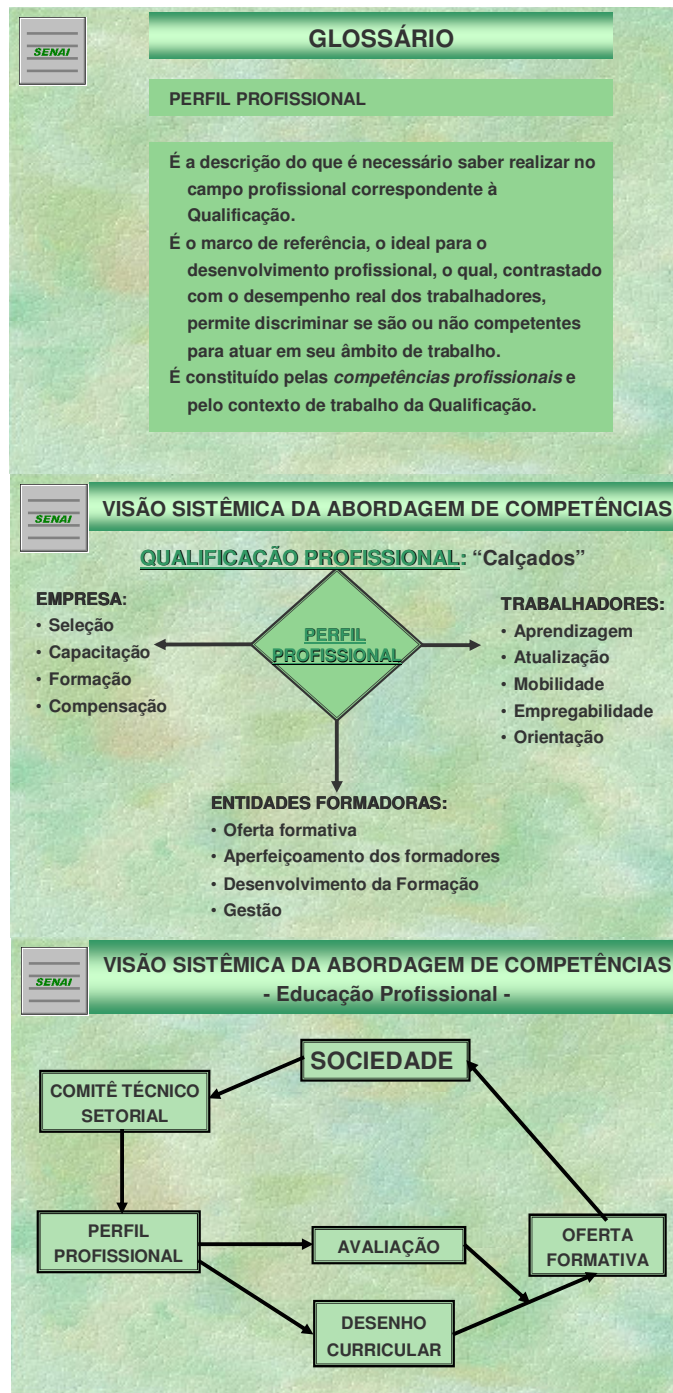 SENAI
GLOSSÁRIO
PERFIL PROFISSIONAL
É a descrição do que é necessário saber realizar no
campo profissional correspondente à
Qualificação.
É o marco de referência, o ideal para o
desenvolvimento profissional, o qual, contrastado
com o desempenho real dos trabalhadores,
permite discriminar se são ou não competentes
para atuar em seu âmbito de trabalho.
É constituído pelas competências profissionais e
pelo contexto de trabalho da Qualificação.
SENAI
VISÃO SISTÊMICA DA ABORDAGEM DE COMPETÊNCIAS
QUALIFICAÇÃO PROFISSIONAL: “Calçados”
EMPRESA:
• Seleção
• Capacitação
• Formação
• Compensação
PERFIL
PROFISSIONAL
TRABALHADORES:
• Aprendizagem
• Atualização
• Mobilidade
• Empregabilidade
• Orientação
ENTIDADES FORMADORAS:
• Oferta formativa
• Aperfeiçoamento dos formadores
• Desenvolvimento da Formação
• Gestão
SENAI
VISÃO SISTÊMICA DA ABORDAGEM DE COMPETÊNCIAS
- Educação Profissional -
SOCIEDADE
COMITÊ TÉCNICO
SETORIAL
PERFIL
PROFISSIONAL
AVALIAÇÃO
OFERTA
FORMATIVA
DESENHO
CURRICULAR